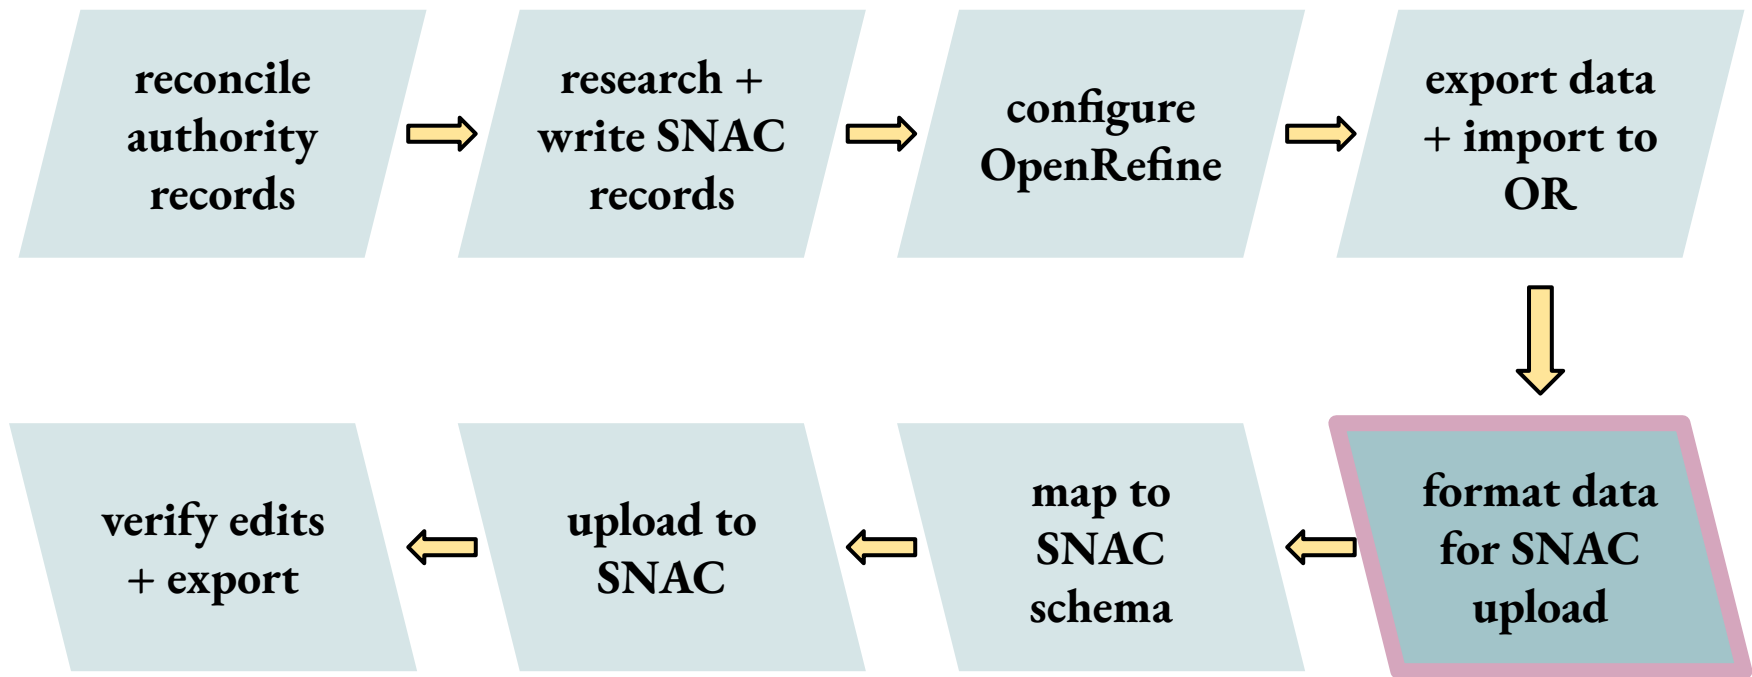 reconcile
authority
records
research +
write SNAC
records
configure
OpenRefine
export data
+ import to
OR
format data
for SNAC
upload
map to
SNAC
schema
upload to
SNAC
verify edits
+ export